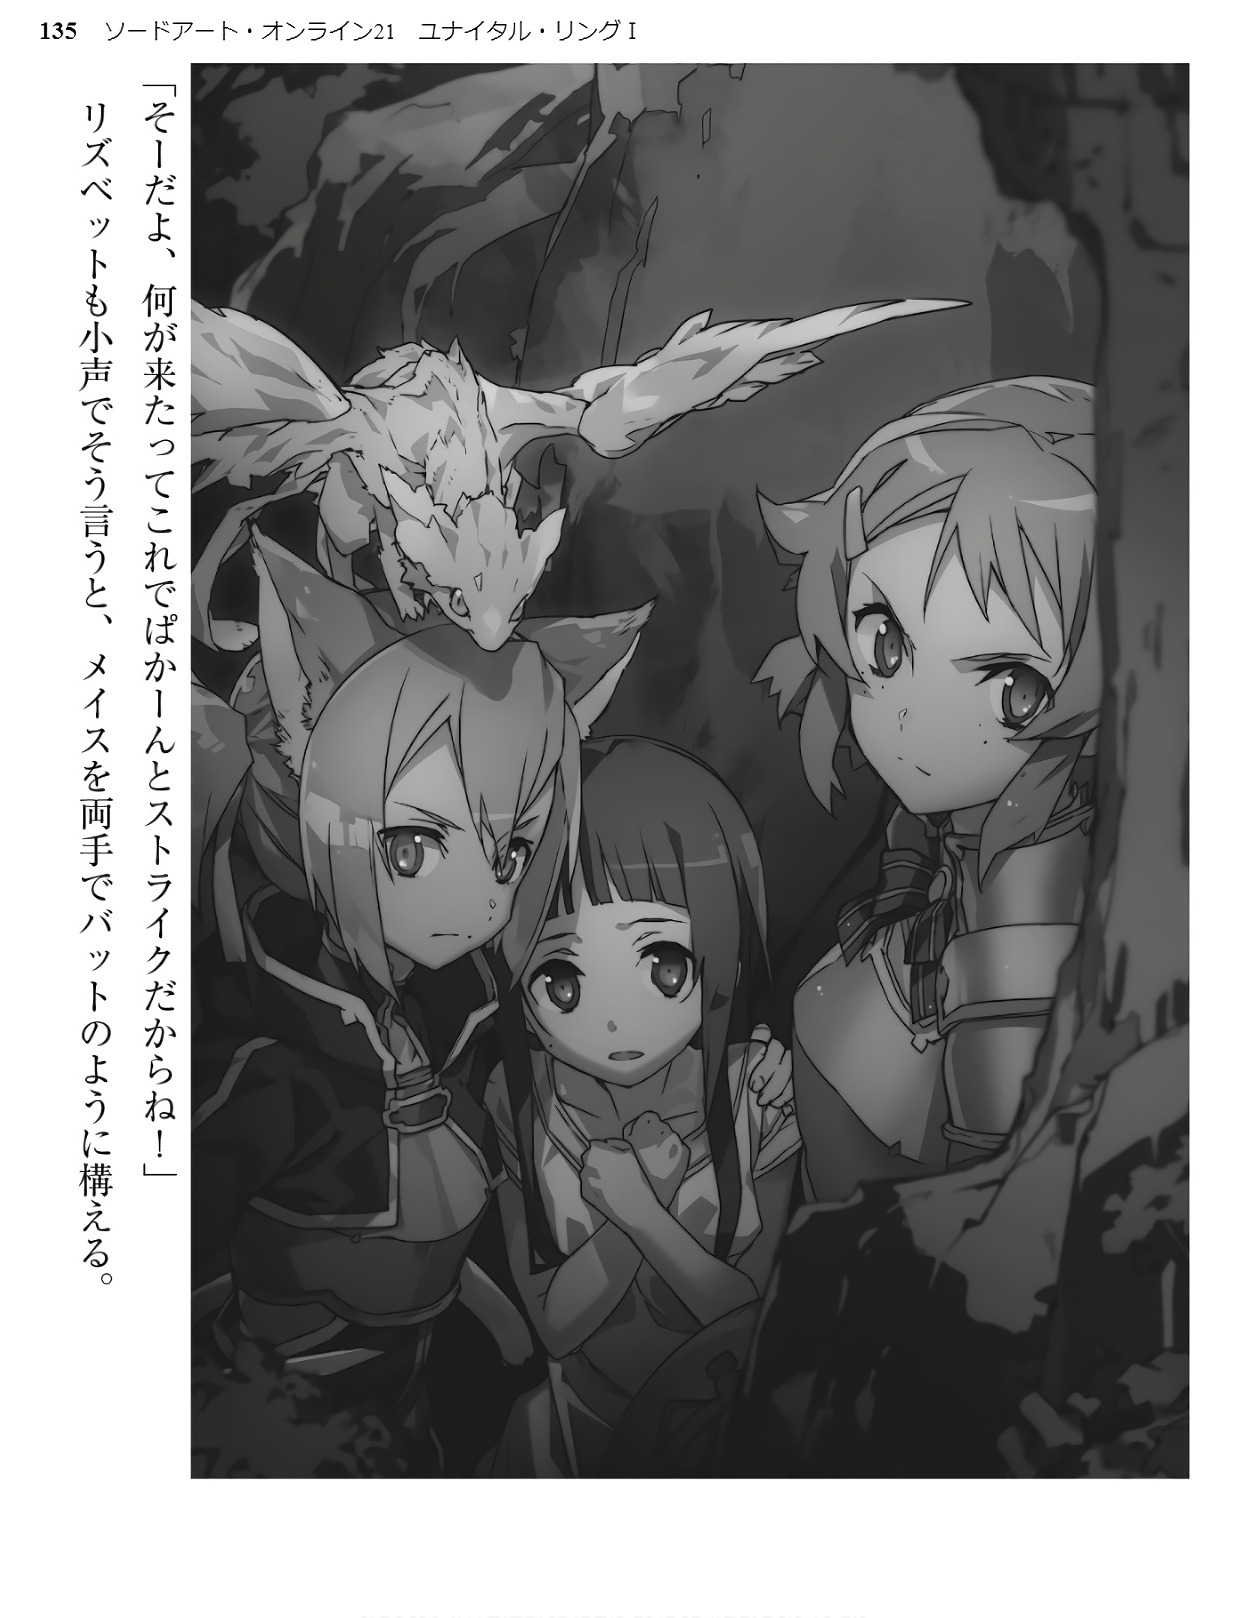 135 ソードアート・オンライン21 ユナイタル・リングⅠ
「そーだよ、何が来たってこれでぱかーんとストライクだからね！」
リズベットも小声でそう言うと、メイスを両手でバットのように構える。